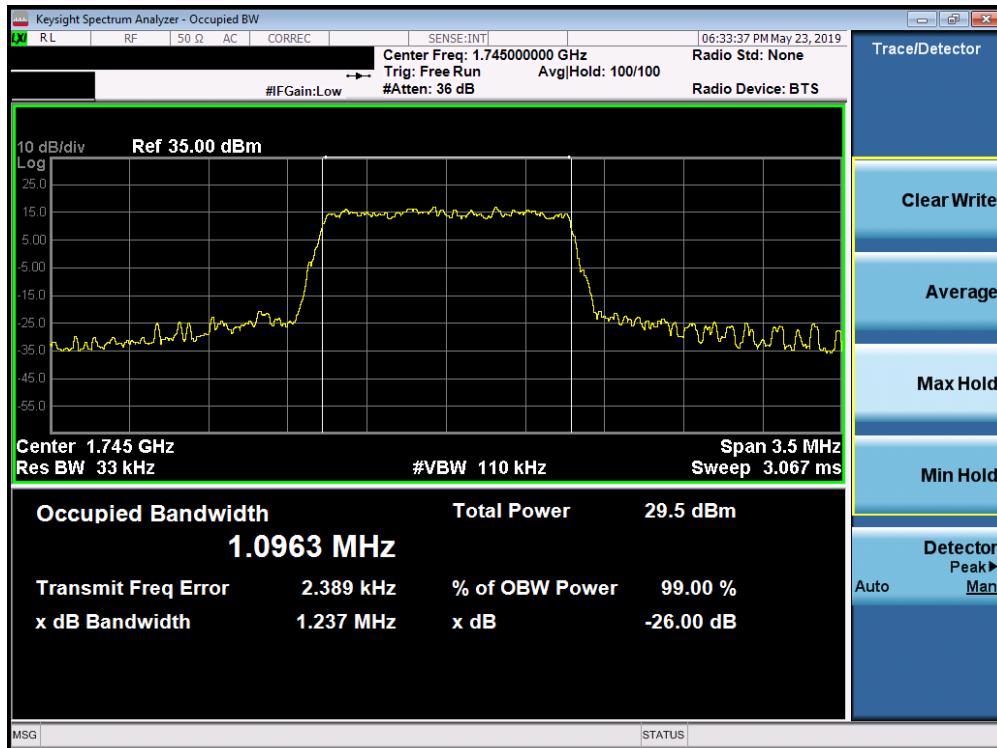 Keysight Spectrum Analyzer - Occupied BW
LXI RL RF 50 Ω AC CORREC SENSE:INT 06:33:37 PM May 23, 2019
Center Freq: 1.745000000 GHz Radio Std: None
Trig: Free Run Avg|Hold: 100/100
#IFGain:Low #Atten: 36 dB Radio Device: BTS
10 dB/div Ref 35.00 dBm
Log
25.0
15.0
5.00
-5.00
-15.0
-25.0
-35.0
-45.0
-55.0
Center 1.745 GHz Span 3.5 MHz
Res BW 33 kHz #VBW 110 kHz Sweep 3.067 ms
Occupied Bandwidth Total Power 29.5 dBm
1.0963 MHz
Transmit Freq Error 2.389 kHz % of OBW Power 99.00 %
x dB Bandwidth 1.237 MHz x dB -26.00 dB
MSG STATUS
Trace/Detector
Clear Write
Average
Max Hold
Min Hold
Detector
Peak▶
Auto Man